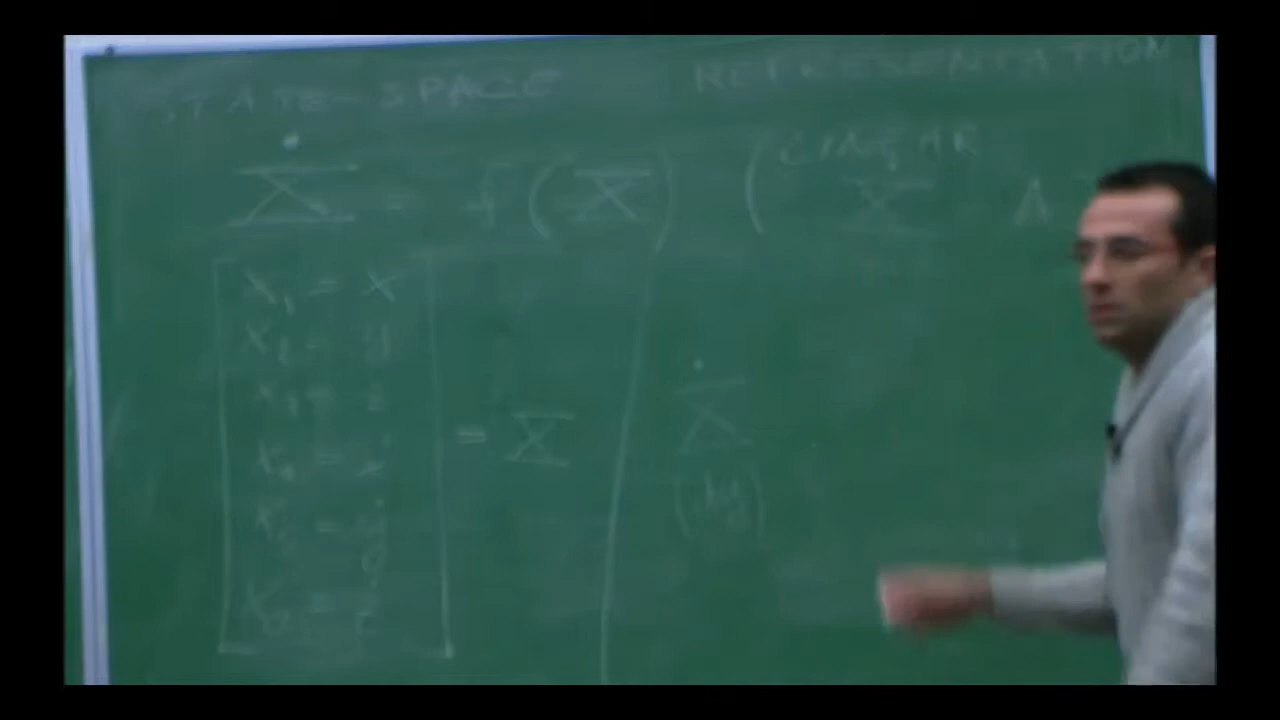 STATE-SPACE REPRESENTATION
Ẋ = f(X) (LINEAR
X A
x₁ = x
x₂ = y
x₃ = z
x₄ = ẋ
x₅ = ẏ
x₆ = ż
= X
Ẋ